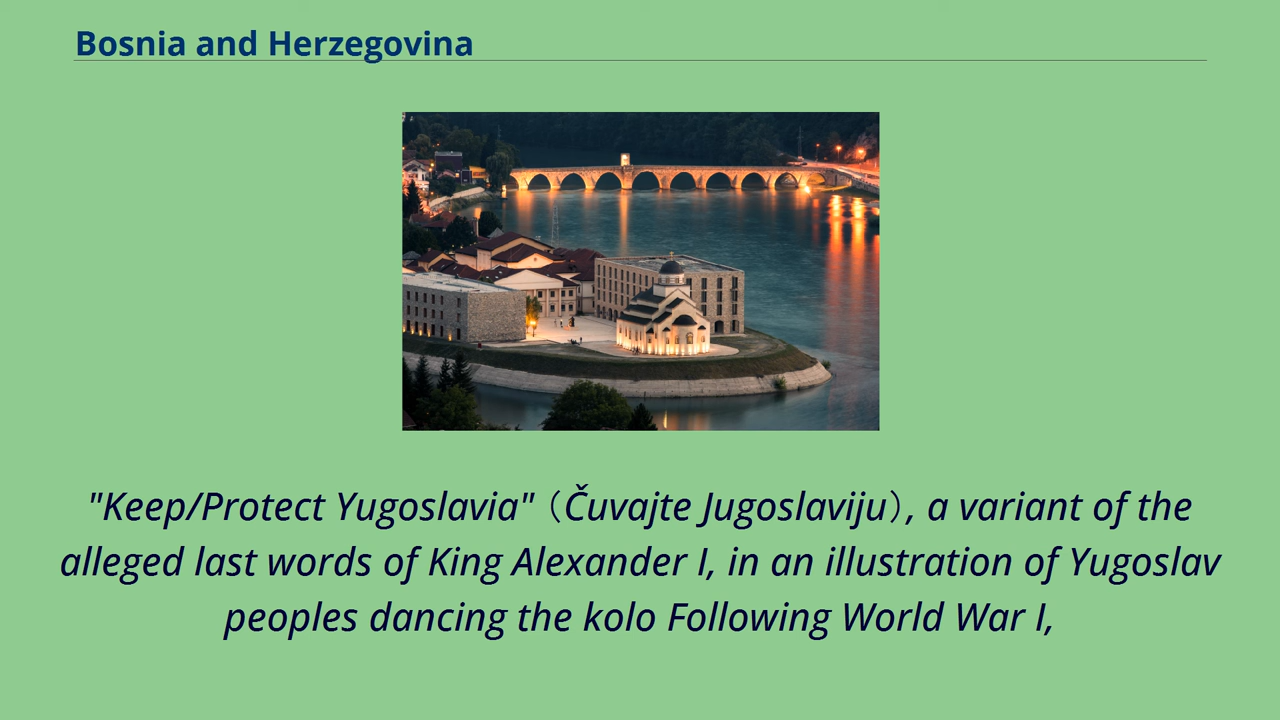 Bosnia and Herzegovina
"Keep/Protect Yugoslavia"（Čuvajte Jugoslaviju）, a variant of the
alleged last words of King Alexander I, in an illustration of Yugoslav
peoples dancing the kolo Following World War I,